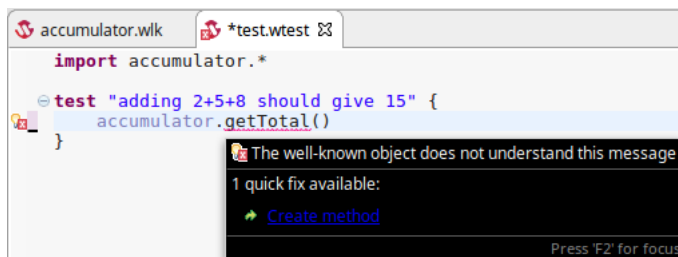 accumulator.wlk
*test.wtest
import accumulator.*
test "adding 2+5+8 should give 15" {
accumulator.getTotal()
}
The well-known object does not understand this message
1 quick fix available:
Create method
Press 'F2' for focus